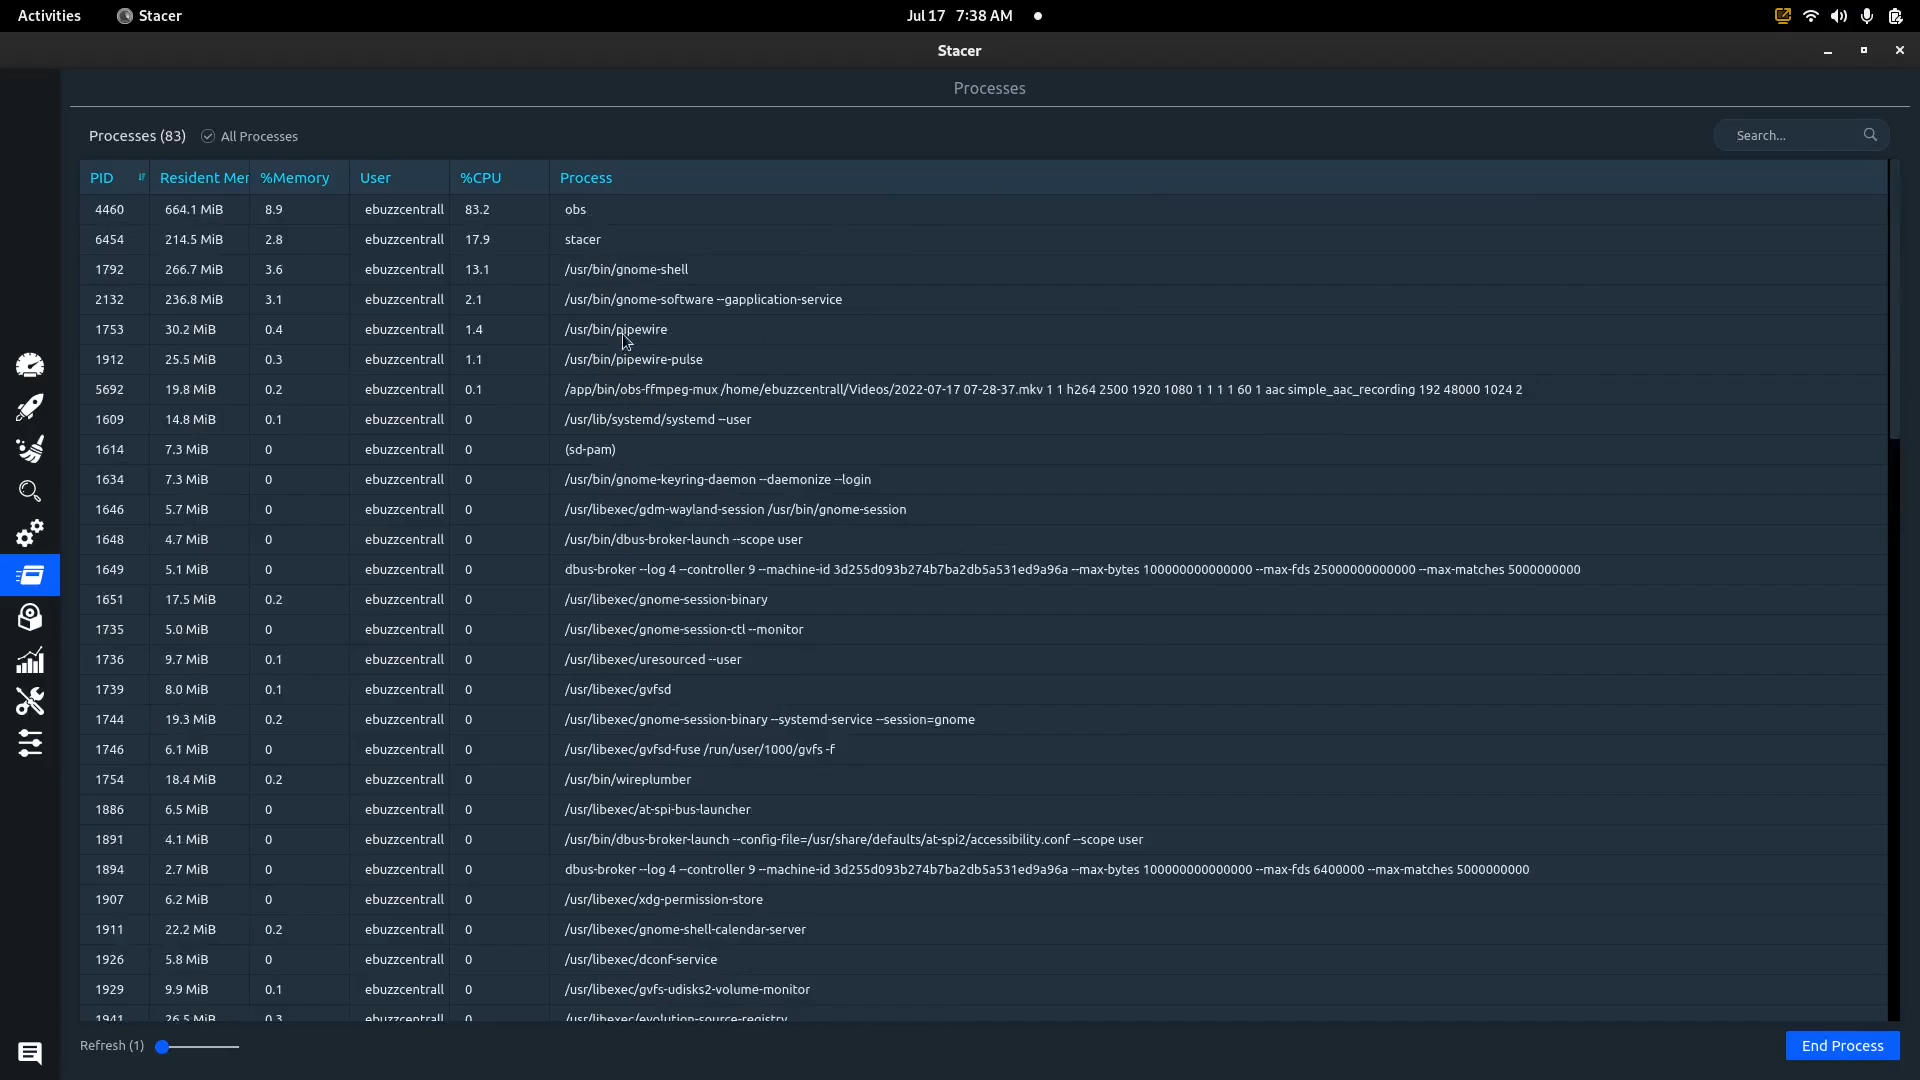 Activities Stacer Jul 17 7:38 AM
Stacer
Processes
Processes (83) All Processes Search...
PID Resident Mer %Memory User %CPU Process
4460 664.1 MiB 8.9 ebuzzcentrall 83.2 obs
6454 214.5 MiB 2.8 ebuzzcentrall 17.9 stacer
1792 266.7 MiB 3.6 ebuzzcentrall 13.1 /usr/bin/gnome-shell
2132 236.8 MiB 3.1 ebuzzcentrall 2.1 /usr/bin/gnome-software --gapplication-service
1753 30.2 MiB 0.4 ebuzzcentrall 1.4 /usr/bin/pipewire
1912 25.5 MiB 0.3 ebuzzcentrall 1.1 /usr/bin/pipewire-pulse
5692 19.8 MiB 0.2 ebuzzcentrall 0.1 /app/bin/obs-ffmpeg-mux /home/ebuzzcentrall/Videos/2022-07-17 07-28-37.mkv 1 1 h264 2500 1920 1080 1 1 1 1 60 1 aac simple_aac_recording 192 48000 1024 2
1609 14.8 MiB 0.1 ebuzzcentrall 0 /usr/lib/systemd/systemd --user
1614 7.3 MiB 0 ebuzzcentrall 0 (sd-pam)
1634 7.3 MiB 0 ebuzzcentrall 0 /usr/bin/gnome-keyring-daemon --daemonize --login
1646 5.7 MiB 0 ebuzzcentrall 0 /usr/libexec/gdm-wayland-session /usr/bin/gnome-session
1648 4.7 MiB 0 ebuzzcentrall 0 /usr/bin/dbus-broker-launch --scope user
1649 5.1 MiB 0 ebuzzcentrall 0 dbus-broker --log 4 --controller 9 --machine-id 3d255d093b274b7ba2db5a531ed9a96a --max-bytes 100000000000000 --max-fds 25000000000000 --max-matches 5000000000
1651 17.5 MiB 0.2 ebuzzcentrall 0 /usr/libexec/gnome-session-binary
1735 5.0 MiB 0 ebuzzcentrall 0 /usr/libexec/gnome-session-ctl --monitor
1736 9.7 MiB 0.1 ebuzzcentrall 0 /usr/libexec/uresourced --user
1739 8.0 MiB 0.1 ebuzzcentrall 0 /usr/libexec/gvfsd
1744 19.3 MiB 0.2 ebuzzcentrall 0 /usr/libexec/gnome-session-binary --systemd-service --session=gnome
1746 6.1 MiB 0 ebuzzcentrall 0 /usr/libexec/gvfsd-fuse /run/user/1000/gvfs -f
1754 18.4 MiB 0.2 ebuzzcentrall 0 /usr/bin/wireplumber
1886 6.5 MiB 0 ebuzzcentrall 0 /usr/libexec/at-spi-bus-launcher
1891 4.1 MiB 0 ebuzzcentrall 0 /usr/bin/dbus-broker-launch --config-file=/usr/share/defaults/at-spi2/accessibility.conf --scope user
1894 2.7 MiB 0 ebuzzcentrall 0 dbus-broker --log 4 --controller 9 --machine-id 3d255d093b274b7ba2db5a531ed9a96a --max-bytes 100000000000000 --max-fds 6400000 --max-matches 5000000000
1907 6.2 MiB 0 ebuzzcentrall 0 /usr/libexec/xdg-permission-store
1911 22.2 MiB 0.2 ebuzzcentrall 0 /usr/libexec/gnome-shell-calendar-server
1926 5.8 MiB 0 ebuzzcentrall 0 /usr/libexec/dconf-service
1929 9.9 MiB 0.1 ebuzzcentrall 0 /usr/libexec/gvfs-udisks2-volume-monitor
1941 26.5 MiB 0.3 ebuzzcentrall 0 /usr/libexec/evolution-source-registry
Refresh (1) End Process